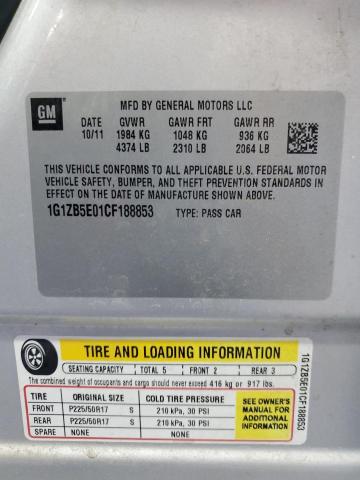 GM
MFD BY GENERAL MOTORS LLC
DATE GVWR GAWR FRT GAWR RR
10/11 1984 KG 1048 KG 936 KG
4374 LB 2310 LB 2064 LB
THIS VEHICLE CONFORMS TO ALL APPLICABLE U.S. FEDERAL MOTOR
VEHICLE SAFETY, BUMPER, AND THEFT PREVENTION STANDARDS
IN EFFECT ON THE DATE OF MANUFACTURE SHOWN ABOVE.
1G1ZB5E01CF188853 TYPE: PASS CAR
TIRE AND LOADING INFORMATION
SEATING CAPACITY TOTAL 5 FRONT 2 REAR 3
The combined weight of occupants and cargo should never exceed 416 kg or 917 lbs.
TIRE ORIGINAL SIZE COLD TIRE PRESSURE
FRONT P225/50R17 S 210 kPa, 30 PSI
REAR P225/50R17 S 210 kPa, 30 PSI
SPARE NONE NONE
SEE OWNER'S
MANUAL FOR
ADDITIONAL
INFORMATION
1G1ZB5E01CF188853